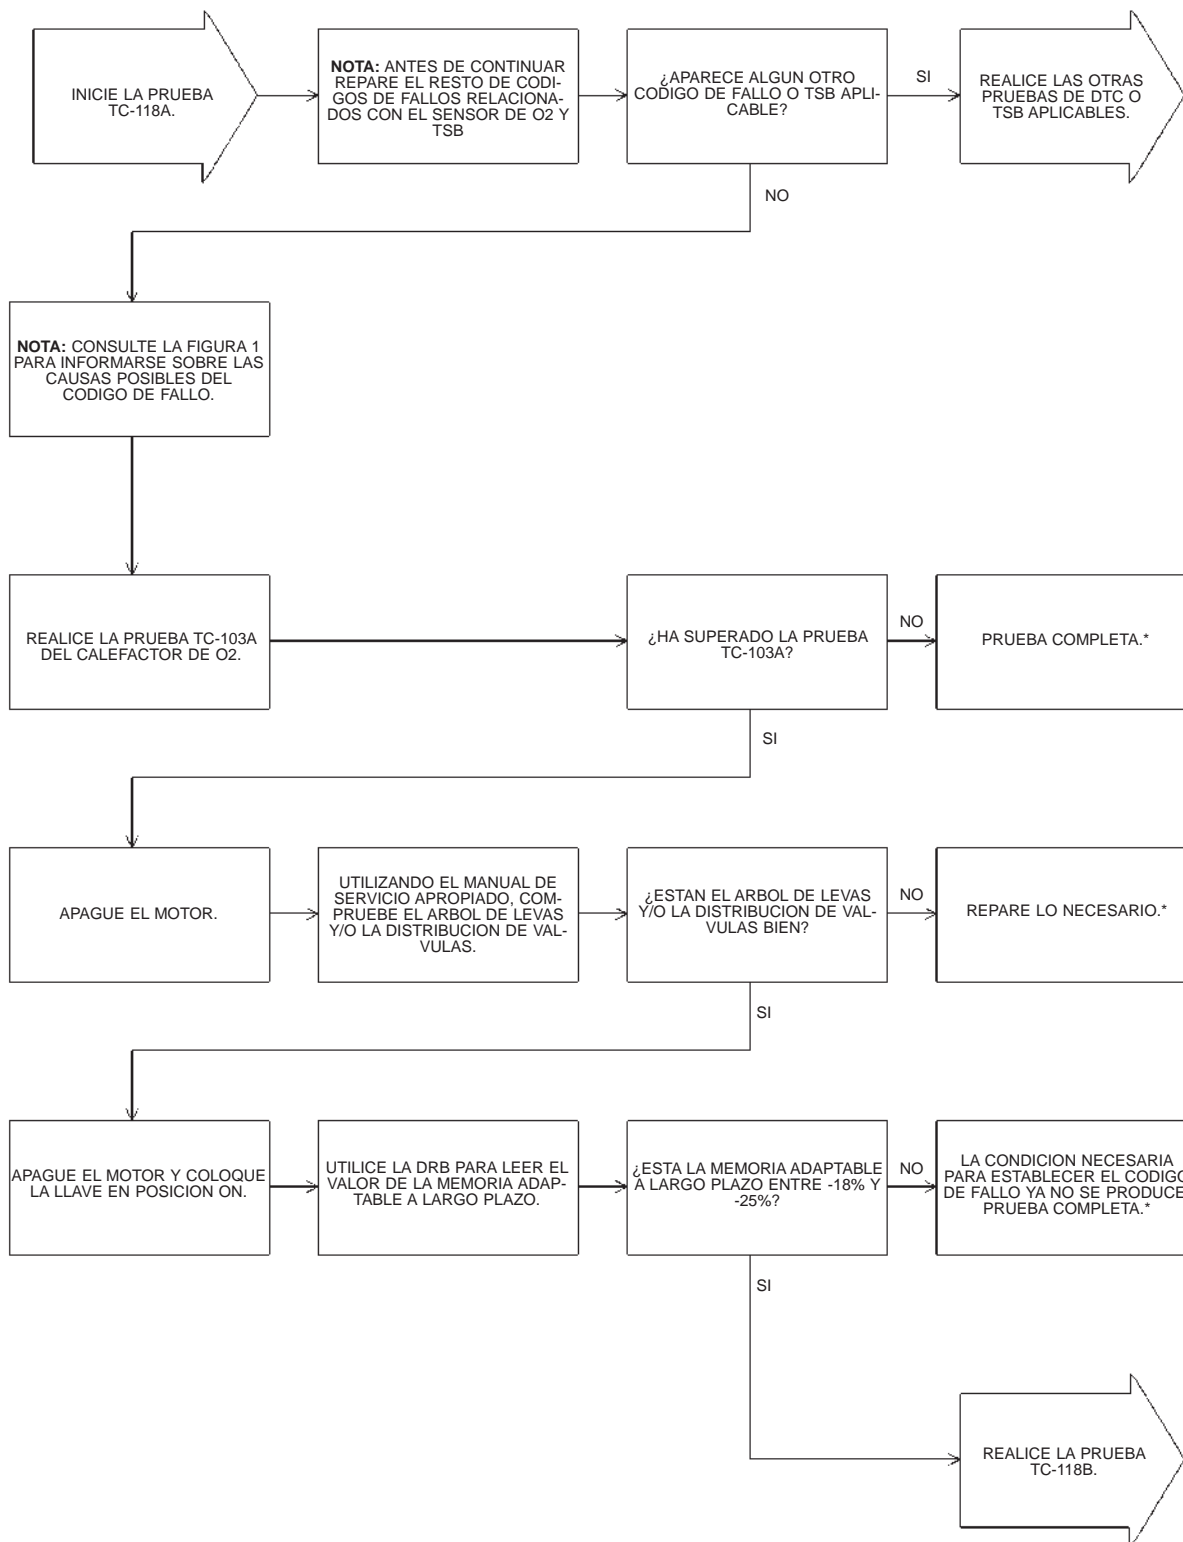 INICIE LA PRUEBA
TC-118A.
NOTA: ANTES DE CONTINUAR
REPARE EL RESTO DE CODI-
GOS DE FALLOS RELACIONA-
DOS CON EL SENSOR DE O2 Y
TSB
¿APARECE ALGUN OTRO
CODIGO DE FALLO O TSB APLI-
CABLE?
SI
REALICE LAS OTRAS
PRUEBAS DE DTC O
TSB APLICABLES.
NO
NOTA: CONSULTE LA FIGURA 1
PARA INFORMARSE SOBRE LAS
CAUSAS POSIBLES DEL
CODIGO DE FALLO.
REALICE LA PRUEBA TC-103A
DEL CALEFACTOR DE O2.
¿HA SUPERADO LA PRUEBA
TC-103A?
NO
PRUEBA COMPLETA.*
SI
APAGUE EL MOTOR.
UTILIZANDO EL MANUAL DE
SERVICIO APROPIADO, COM-
PRUEBE EL ARBOL DE LEVAS
Y/O LA DISTRIBUCION DE VAL-
VULAS.
¿ESTAN EL ARBOL DE LEVAS
Y/O LA DISTRIBUCION DE VAL-
VULAS BIEN?
NO
REPARE LO NECESARIO.*
SI
APAGUE EL MOTOR Y COLOQUE
LA LLAVE EN POSICION ON.
UTILICE LA DRB PARA LEER EL
VALOR DE LA MEMORIA ADAP-
TABLE A LARGO PLAZO.
¿ESTA LA MEMORIA ADAPTABLE
A LARGO PLAZO ENTRE -18% Y
-25%?
NO
LA CONDICION NECESARIA
PARA ESTABLECER EL CODIGO
DE FALLO YA NO SE PRODUCE.
PRUEBA COMPLETA.*
SI
REALICE LA PRUEBA
TC-118B.